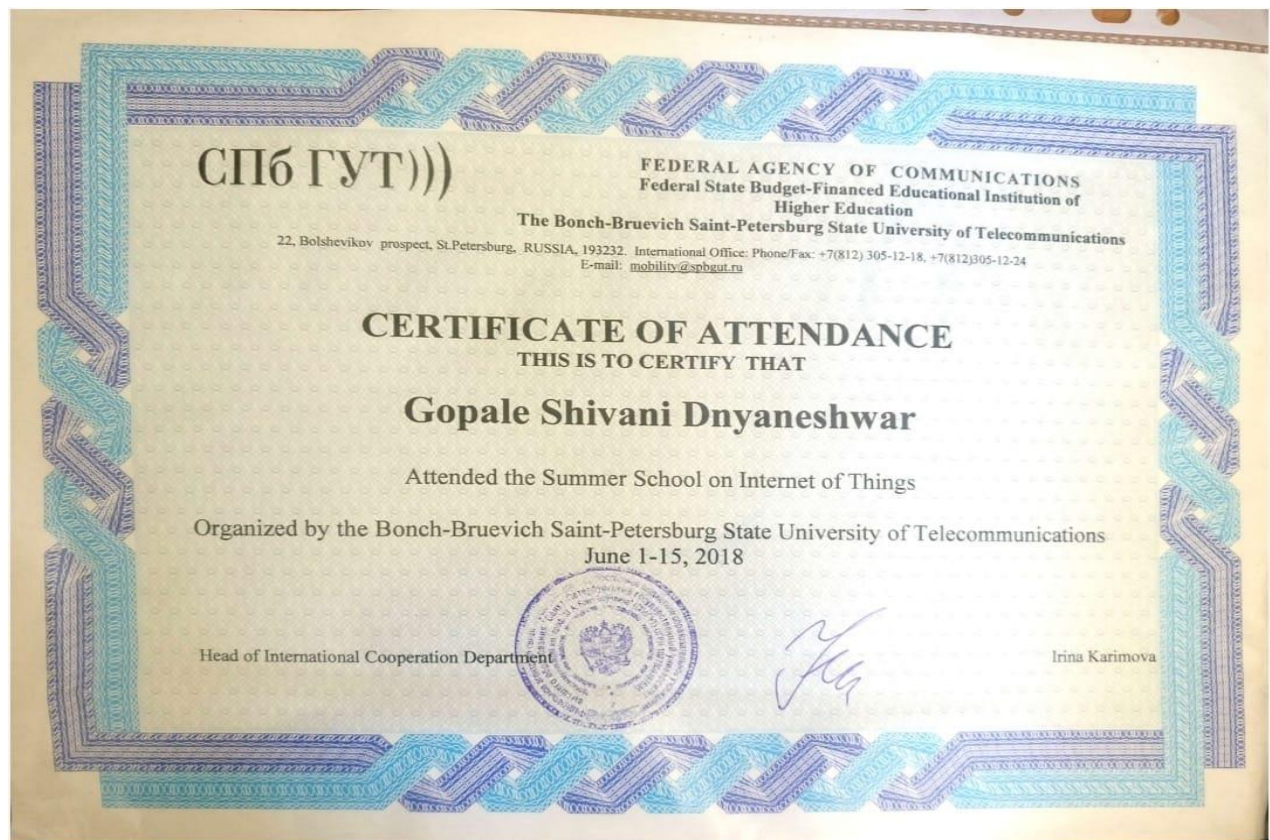 СПб ГУТ)))
FEDERAL AGENCY OF COMMUNICATIONS
Federal State Budget-Financed Educational Institution of
Higher Education
The Bonch-Bruevich Saint-Petersburg State University of Telecommunications
22, Bolshevikov prospect, St.Petersburg, RUSSIA, 193232. International Office: Phone/Fax: +7(812) 305-12-18, +7(812)305-12-24
E-mail: mobility@spbgut.ru
CERTIFICATE OF ATTENDANCE
THIS IS TO CERTIFY THAT
Gopale Shivani Dnyaneshwar
Attended the Summer School on Internet of Things
Organized by the Bonch-Bruevich Saint-Petersburg State University of Telecommunications
June 1-15, 2018
Head of International Cooperation Department
Irina Karimova